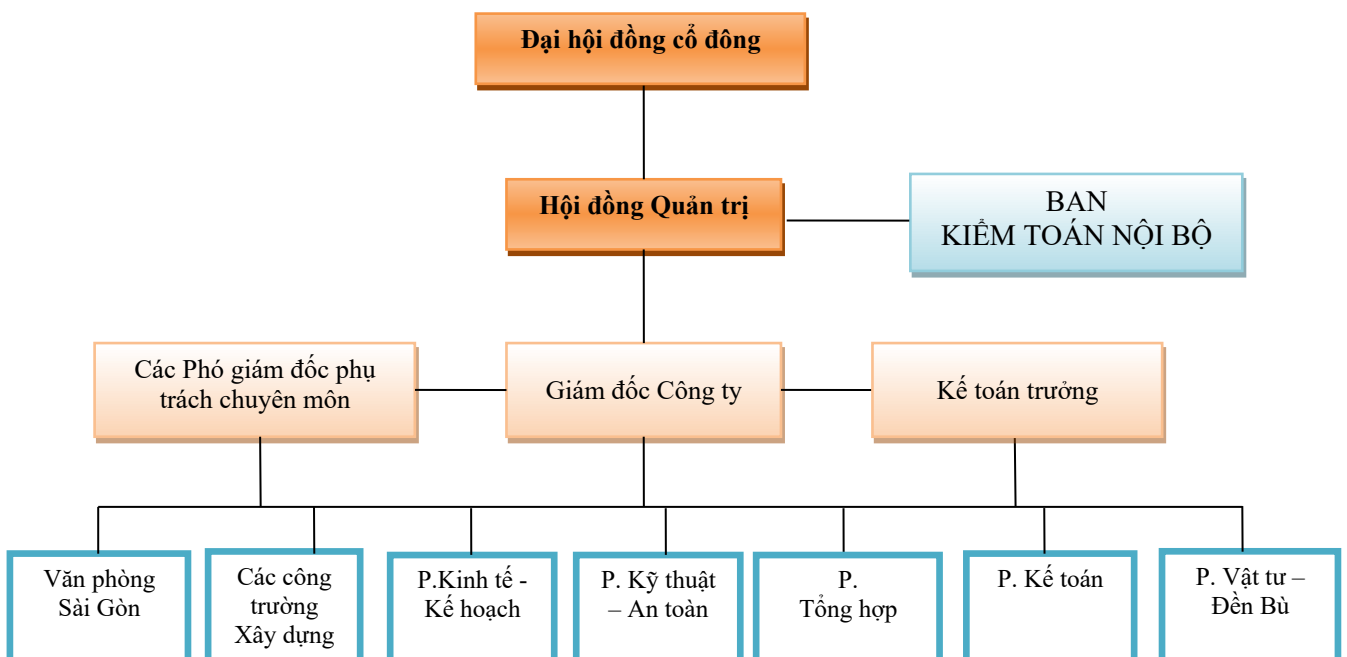 Đại hội đồng cổ đông
Hội đồng Quản trị
BAN
KIỂM TOÁN NỘI BỘ
Các Phó giám đốc phụ
trách chuyên môn
Giám đốc Công ty
Kế toán trưởng
Văn phòng
Sài Gòn
Các công
trường
Xây dựng
P.Kinh tế -
Kế hoạch
P. Kỹ thuật
– An toàn
P.
Tổng hợp
P. Kế toán
P. Vật tư –
Đền Bù